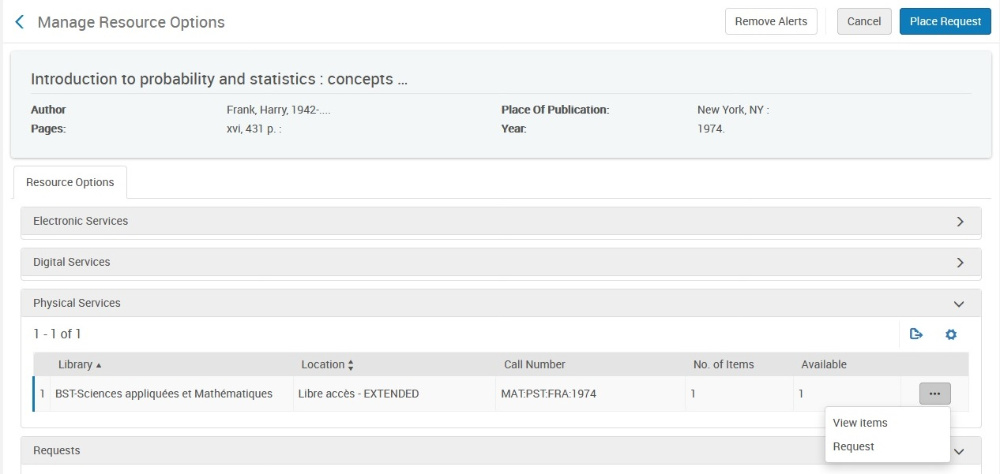 Manage Resource Options
Remove Alerts
Cancel
Place Request
Introduction to probability and statistics : concepts ...
Author Frank, Harry, 1942-.... Place Of Publication: New York, NY :
Pages: xvi, 431 p. : Year: 1974.
Resource Options
Electronic Services
Digital Services
Physical Services
1 - 1 of 1
Library Location Call Number No. of Items Available
1 BST-Sciences appliquées et Mathématiques Libre accès - EXTENDED MAT:PST:FRA:1974 1 1
View items
Request
Requests